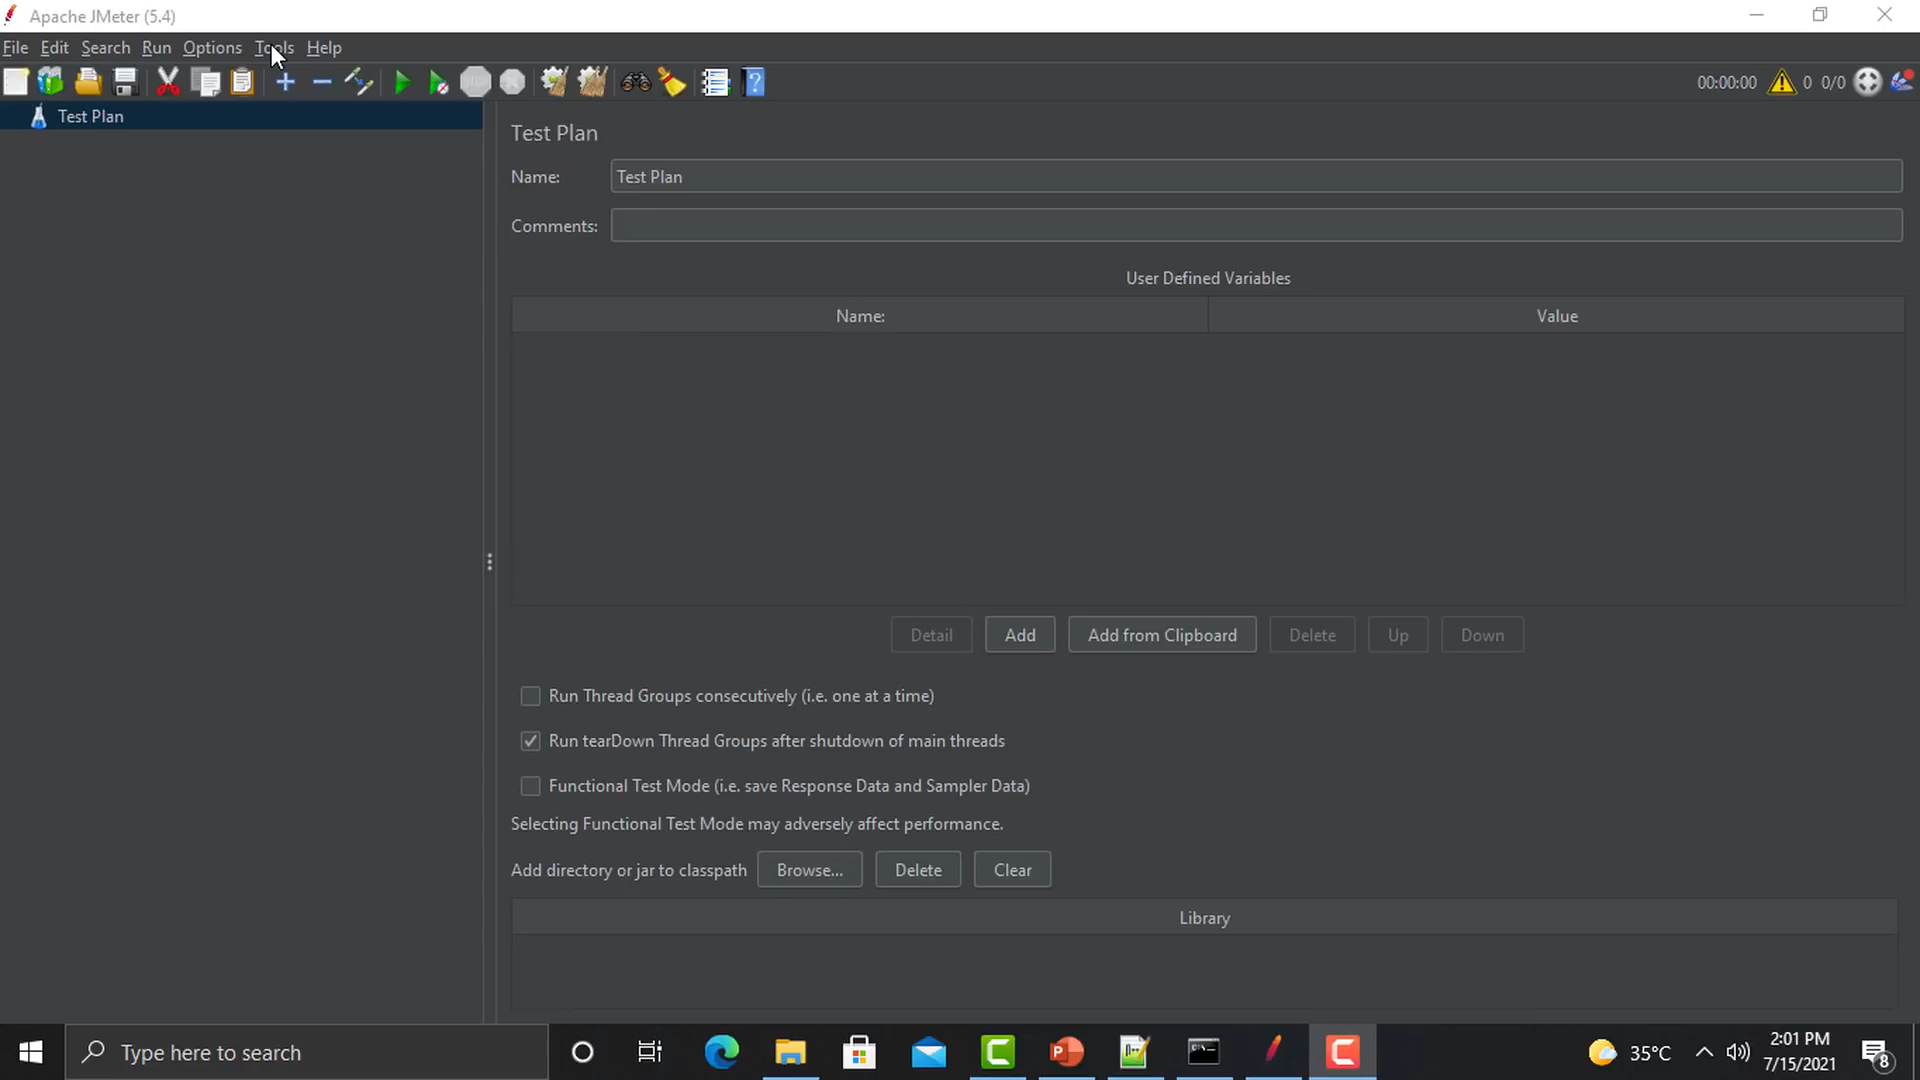 Apache JMeter (5.4)
File Edit Search Run Options Tools Help
00:00:00 0 0/0
Test Plan
Test Plan
Name: Test Plan
Comments:
User Defined Variables
Name: Value
Detail Add Add from Clipboard Delete Up Down
Run Thread Groups consecutively (i.e. one at a time)
Run tearDown Thread Groups after shutdown of main threads
Functional Test Mode (i.e. save Response Data and Sampler Data)
Selecting Functional Test Mode may adversely affect performance.
Add directory or jar to classpath Browse... Delete Clear
Library
Type here to search
35°C
2:01 PM
7/15/2021
8